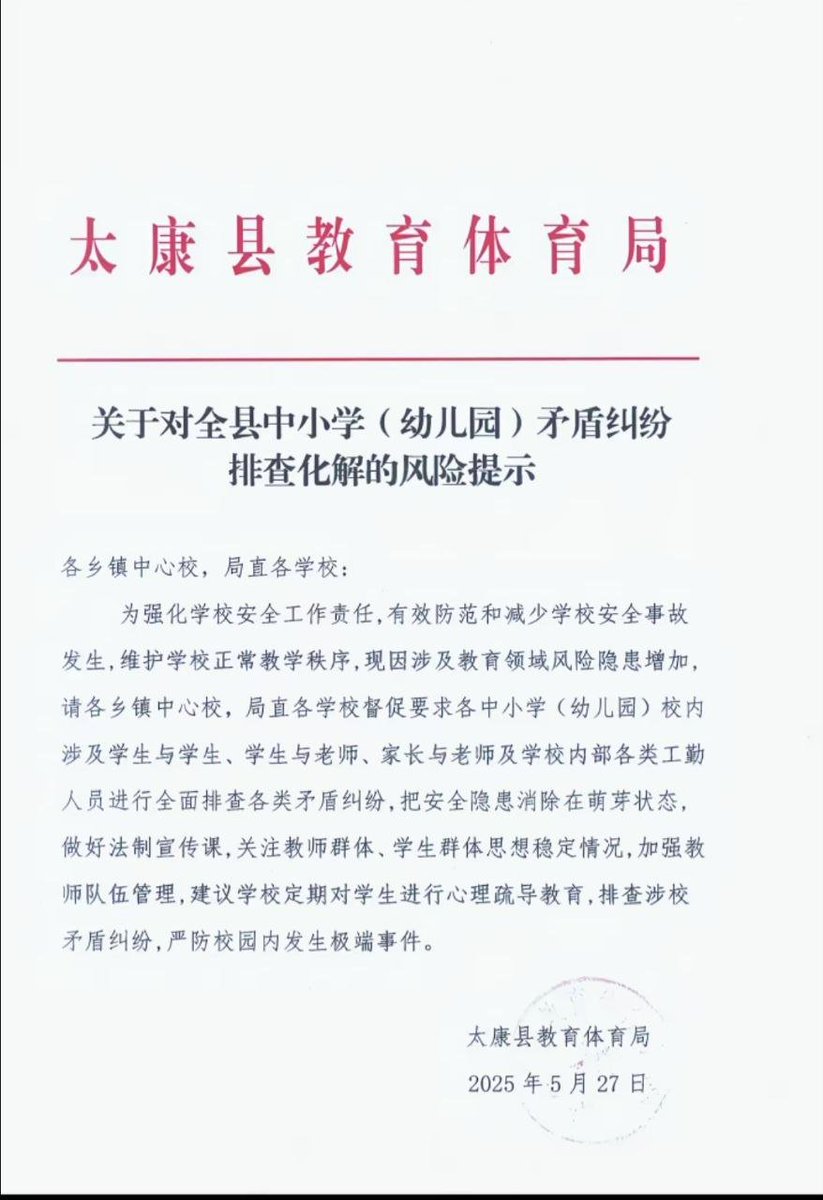 太康县教育体育局
关于对全县中小学（幼儿园）矛盾纠纷
排查化解的风险提示
各乡镇中心校，局直各学校：
为强化学校安全工作责任，有效防范和减少学校安全事故
发生，维护学校正常教学秩序，现因涉及教育领域风险隐患增加，
请各乡镇中心校，局直各学校督促要求各中小学（幼儿园）校内
涉及学生与学生、学生与老师、家长与老师及学校内部各类工勤
人员进行全面排查各类矛盾纠纷，把安全隐患消除在萌芽状态，
做好法制宣传课，关注教师群体、学生群体思想稳定情况，加强教
师队伍管理，建议学校定期对学生进行心理疏导教育，排查涉校
矛盾纠纷，严防校园内发生极端事件。
太康县教育体育局
2025年5月27日